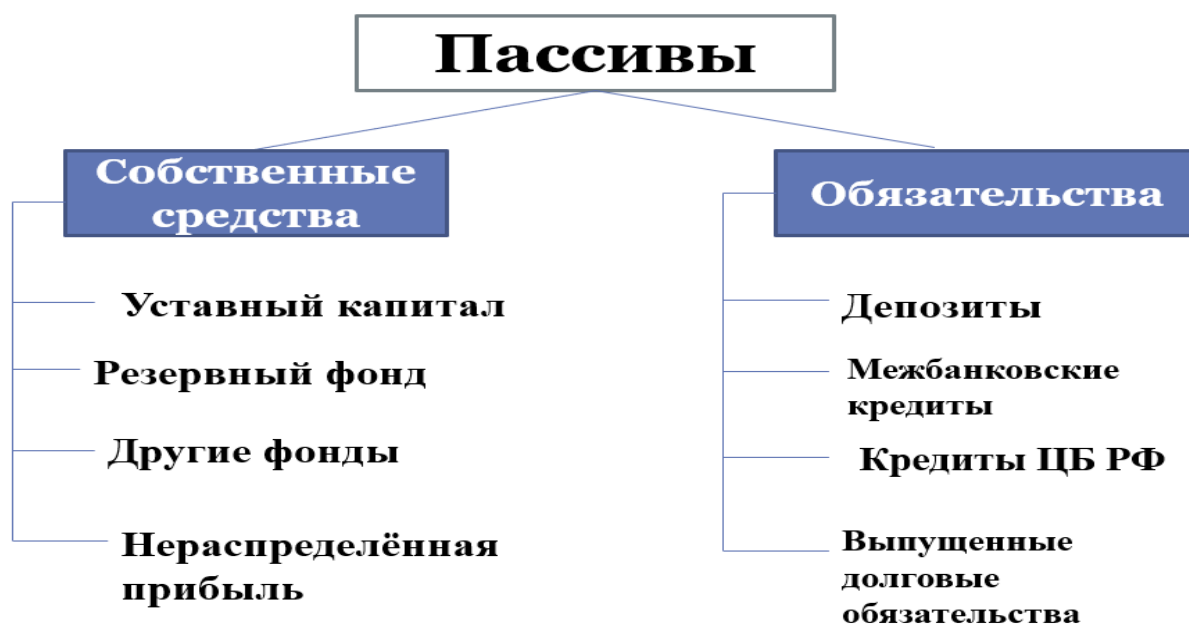 Пассивы
Собственные
средства
Уставный капитал
Резервный фонд
Другие фонды
Нераспределённая
прибыль
Обязательства
Депозиты
Межбанковские
кредиты
Кредиты ЦБ РФ
Выпущенные
долговые
обязательства